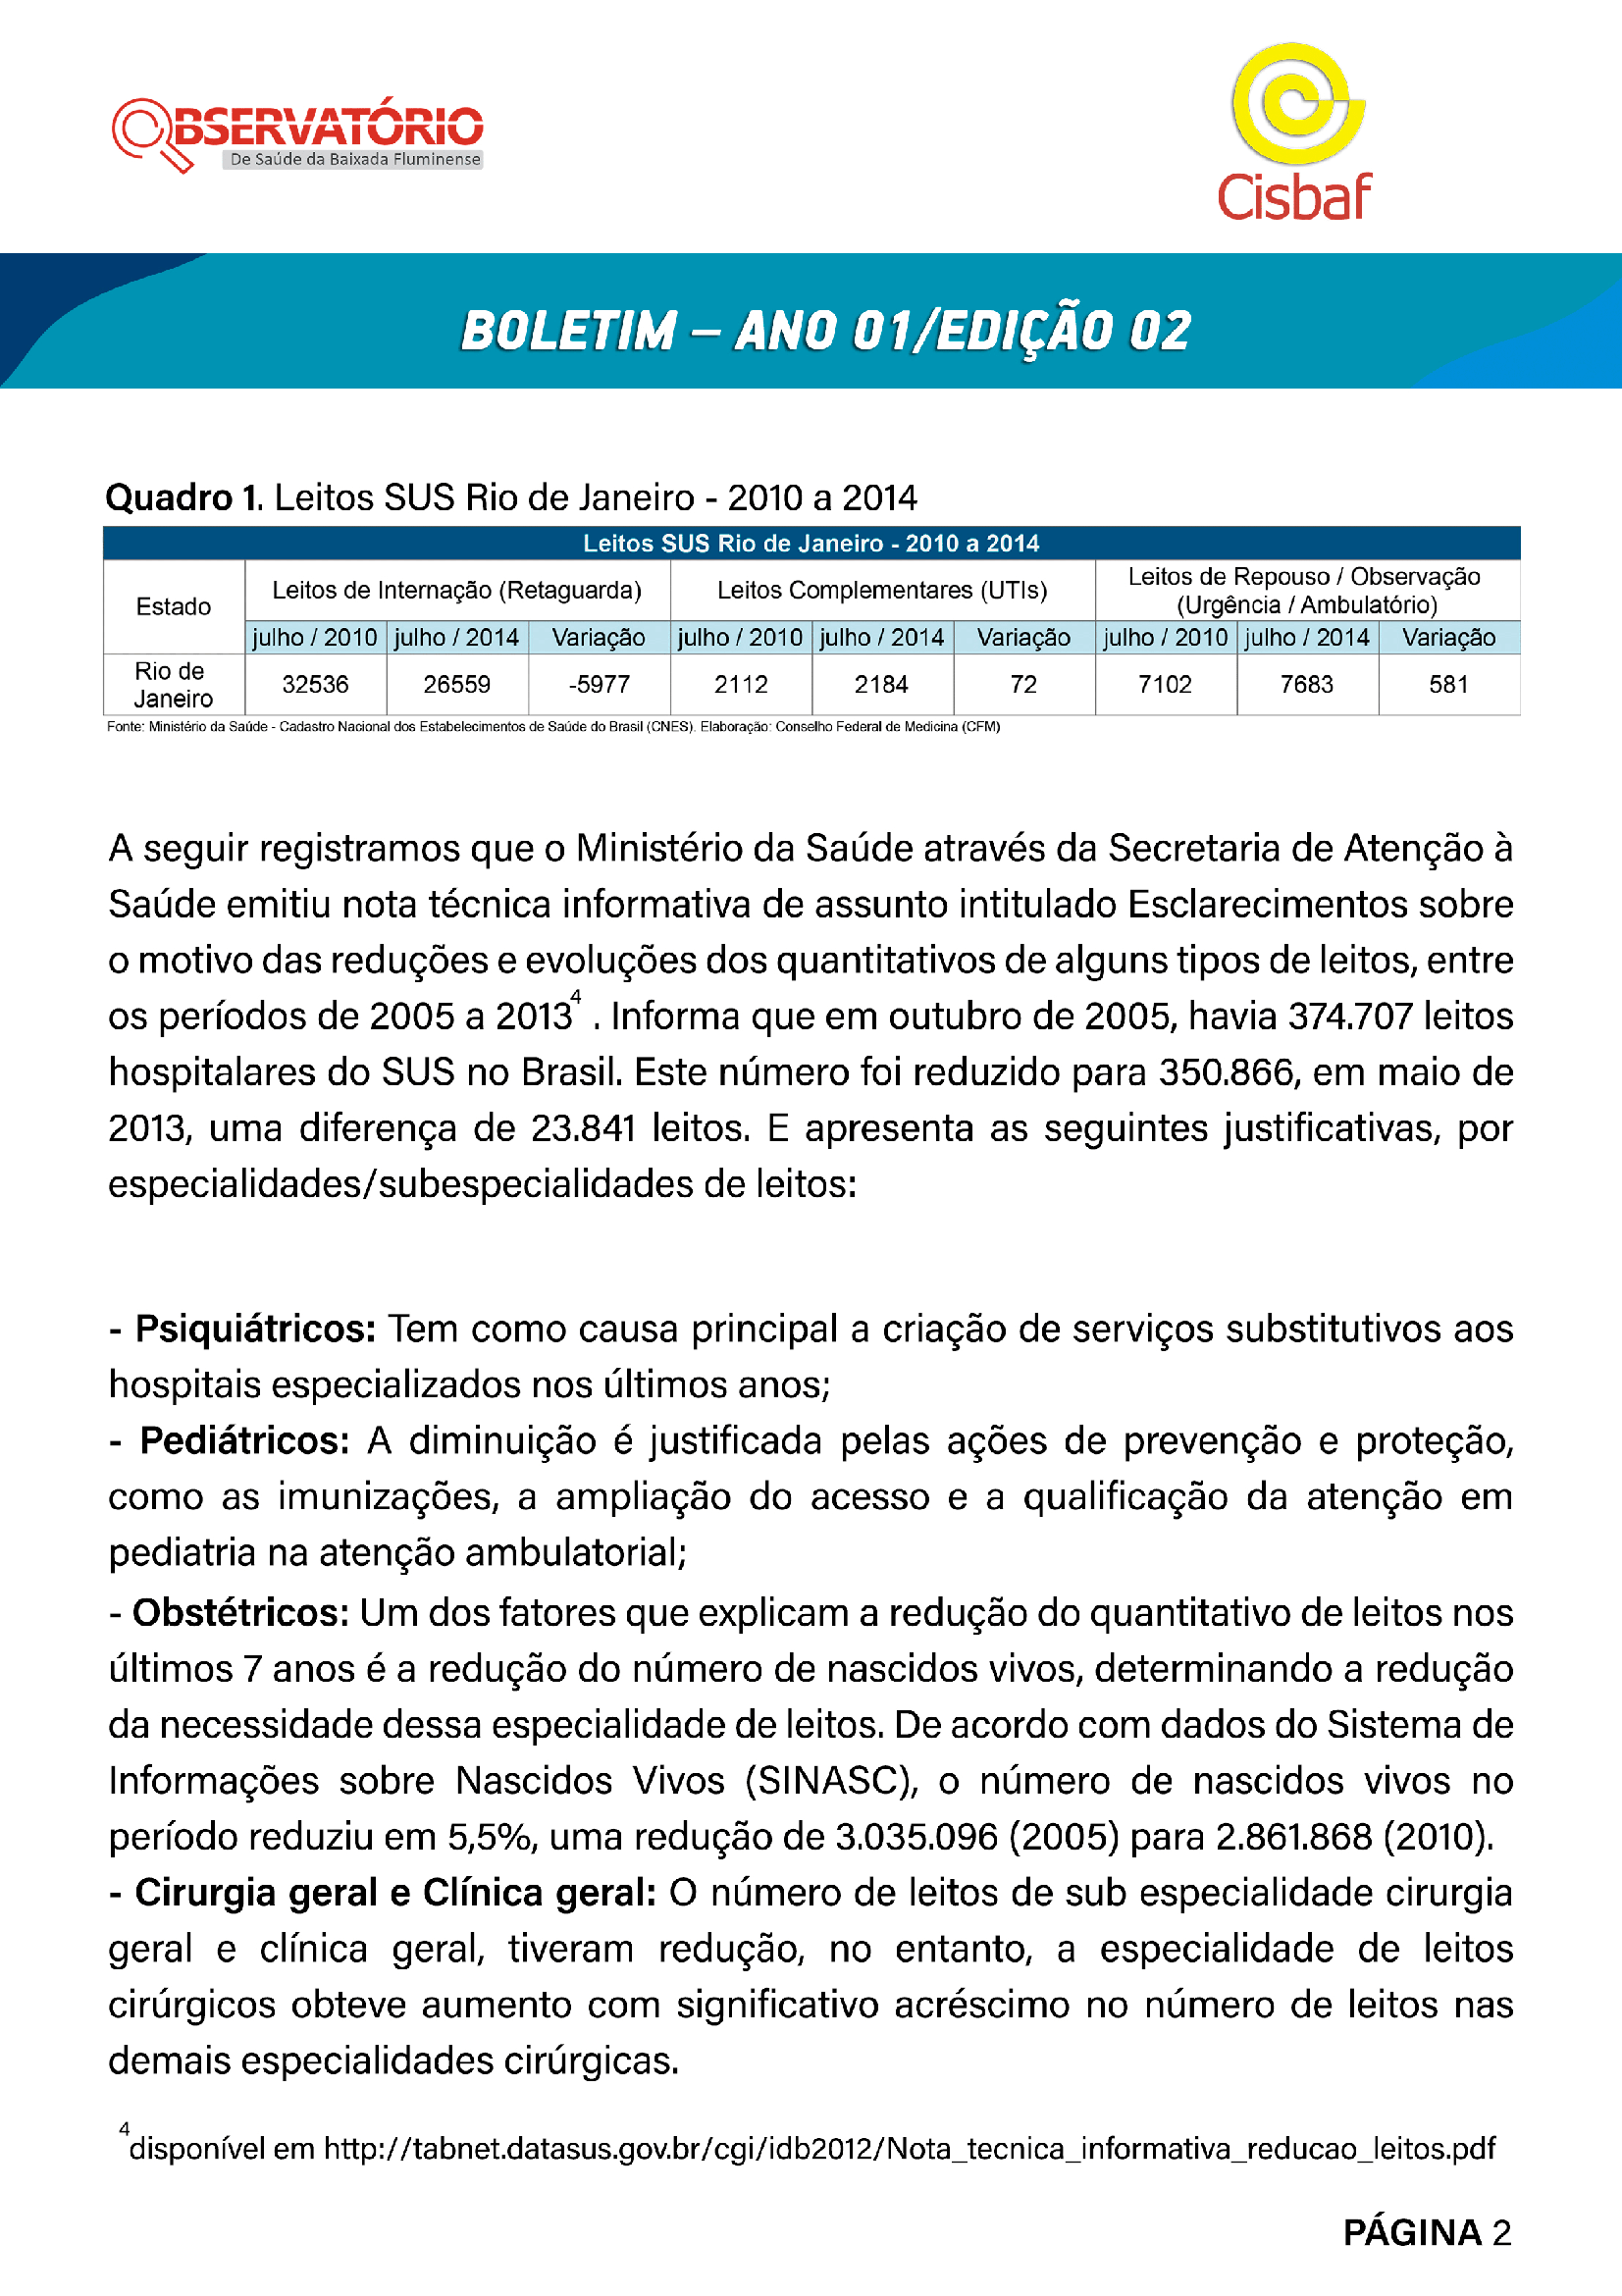 OBSERVATÓRIO
De Saúde da Baixada Fluminense
Cisbaf
BOLETIM – ANO 01/EDIÇÃO 02
Quadro 1. Leitos SUS Rio de Janeiro - 2010 a 2014
Leitos SUS Rio de Janeiro - 2010 a 2014
Estado Leitos de Internação (Retaguarda) Leitos Complementares (UTIs) Leitos de Repouso / Observação (Urgência / Ambulatório)
julho / 2010 julho / 2014 Variação julho / 2010 julho / 2014 Variação julho / 2010 julho / 2014 Variação
Rio de Janeiro 32536 26559 -5977 2112 2184 72 7102 7683 581
Fonte: Ministério da Saúde - Cadastro Nacional dos Estabelecimentos de Saúde do Brasil (CNES). Elaboração: Conselho Federal de Medicina (CFM)
A seguir registramos que o Ministério da Saúde através da Secretaria de Atenção à
Saúde emitiu nota técnica informativa de assunto intitulado Esclarecimentos sobre
o motivo das reduções e evoluções dos quantitativos de alguns tipos de leitos, entre
os períodos de 2005 a 2013⁴ . Informa que em outubro de 2005, havia 374.707 leitos
hospitalares do SUS no Brasil. Este número foi reduzido para 350.866, em maio de
2013, uma diferença de 23.841 leitos. E apresenta as seguintes justificativas, por
especialidades/subespecialidades de leitos:
- Psiquiátricos: Tem como causa principal a criação de serviços substitutivos aos
hospitais especializados nos últimos anos;
- Pediátricos: A diminuição é justificada pelas ações de prevenção e proteção,
como as imunizações, a ampliação do acesso e a qualificação da atenção em
pediatria na atenção ambulatorial;
- Obstétricos: Um dos fatores que explicam a redução do quantitativo de leitos nos
últimos 7 anos é a redução do número de nascidos vivos, determinando a redução
da necessidade dessa especialidade de leitos. De acordo com dados do Sistema de
Informações sobre Nascidos Vivos (SINASC), o número de nascidos vivos no
período reduziu em 5,5%, uma redução de 3.035.096 (2005) para 2.861.868 (2010).
- Cirurgia geral e Clínica geral: O número de leitos de sub especialidade cirurgia
geral e clínica geral, tiveram redução, no entanto, a especialidade de leitos
cirúrgicos obteve aumento com significativo acréscimo no número de leitos nas
demais especialidades cirúrgicas.
⁴disponível em http://tabnet.datasus.gov.br/cgi/idb2012/Nota_tecnica_informativa_reducao_leitos.pdf
PÁGINA 2